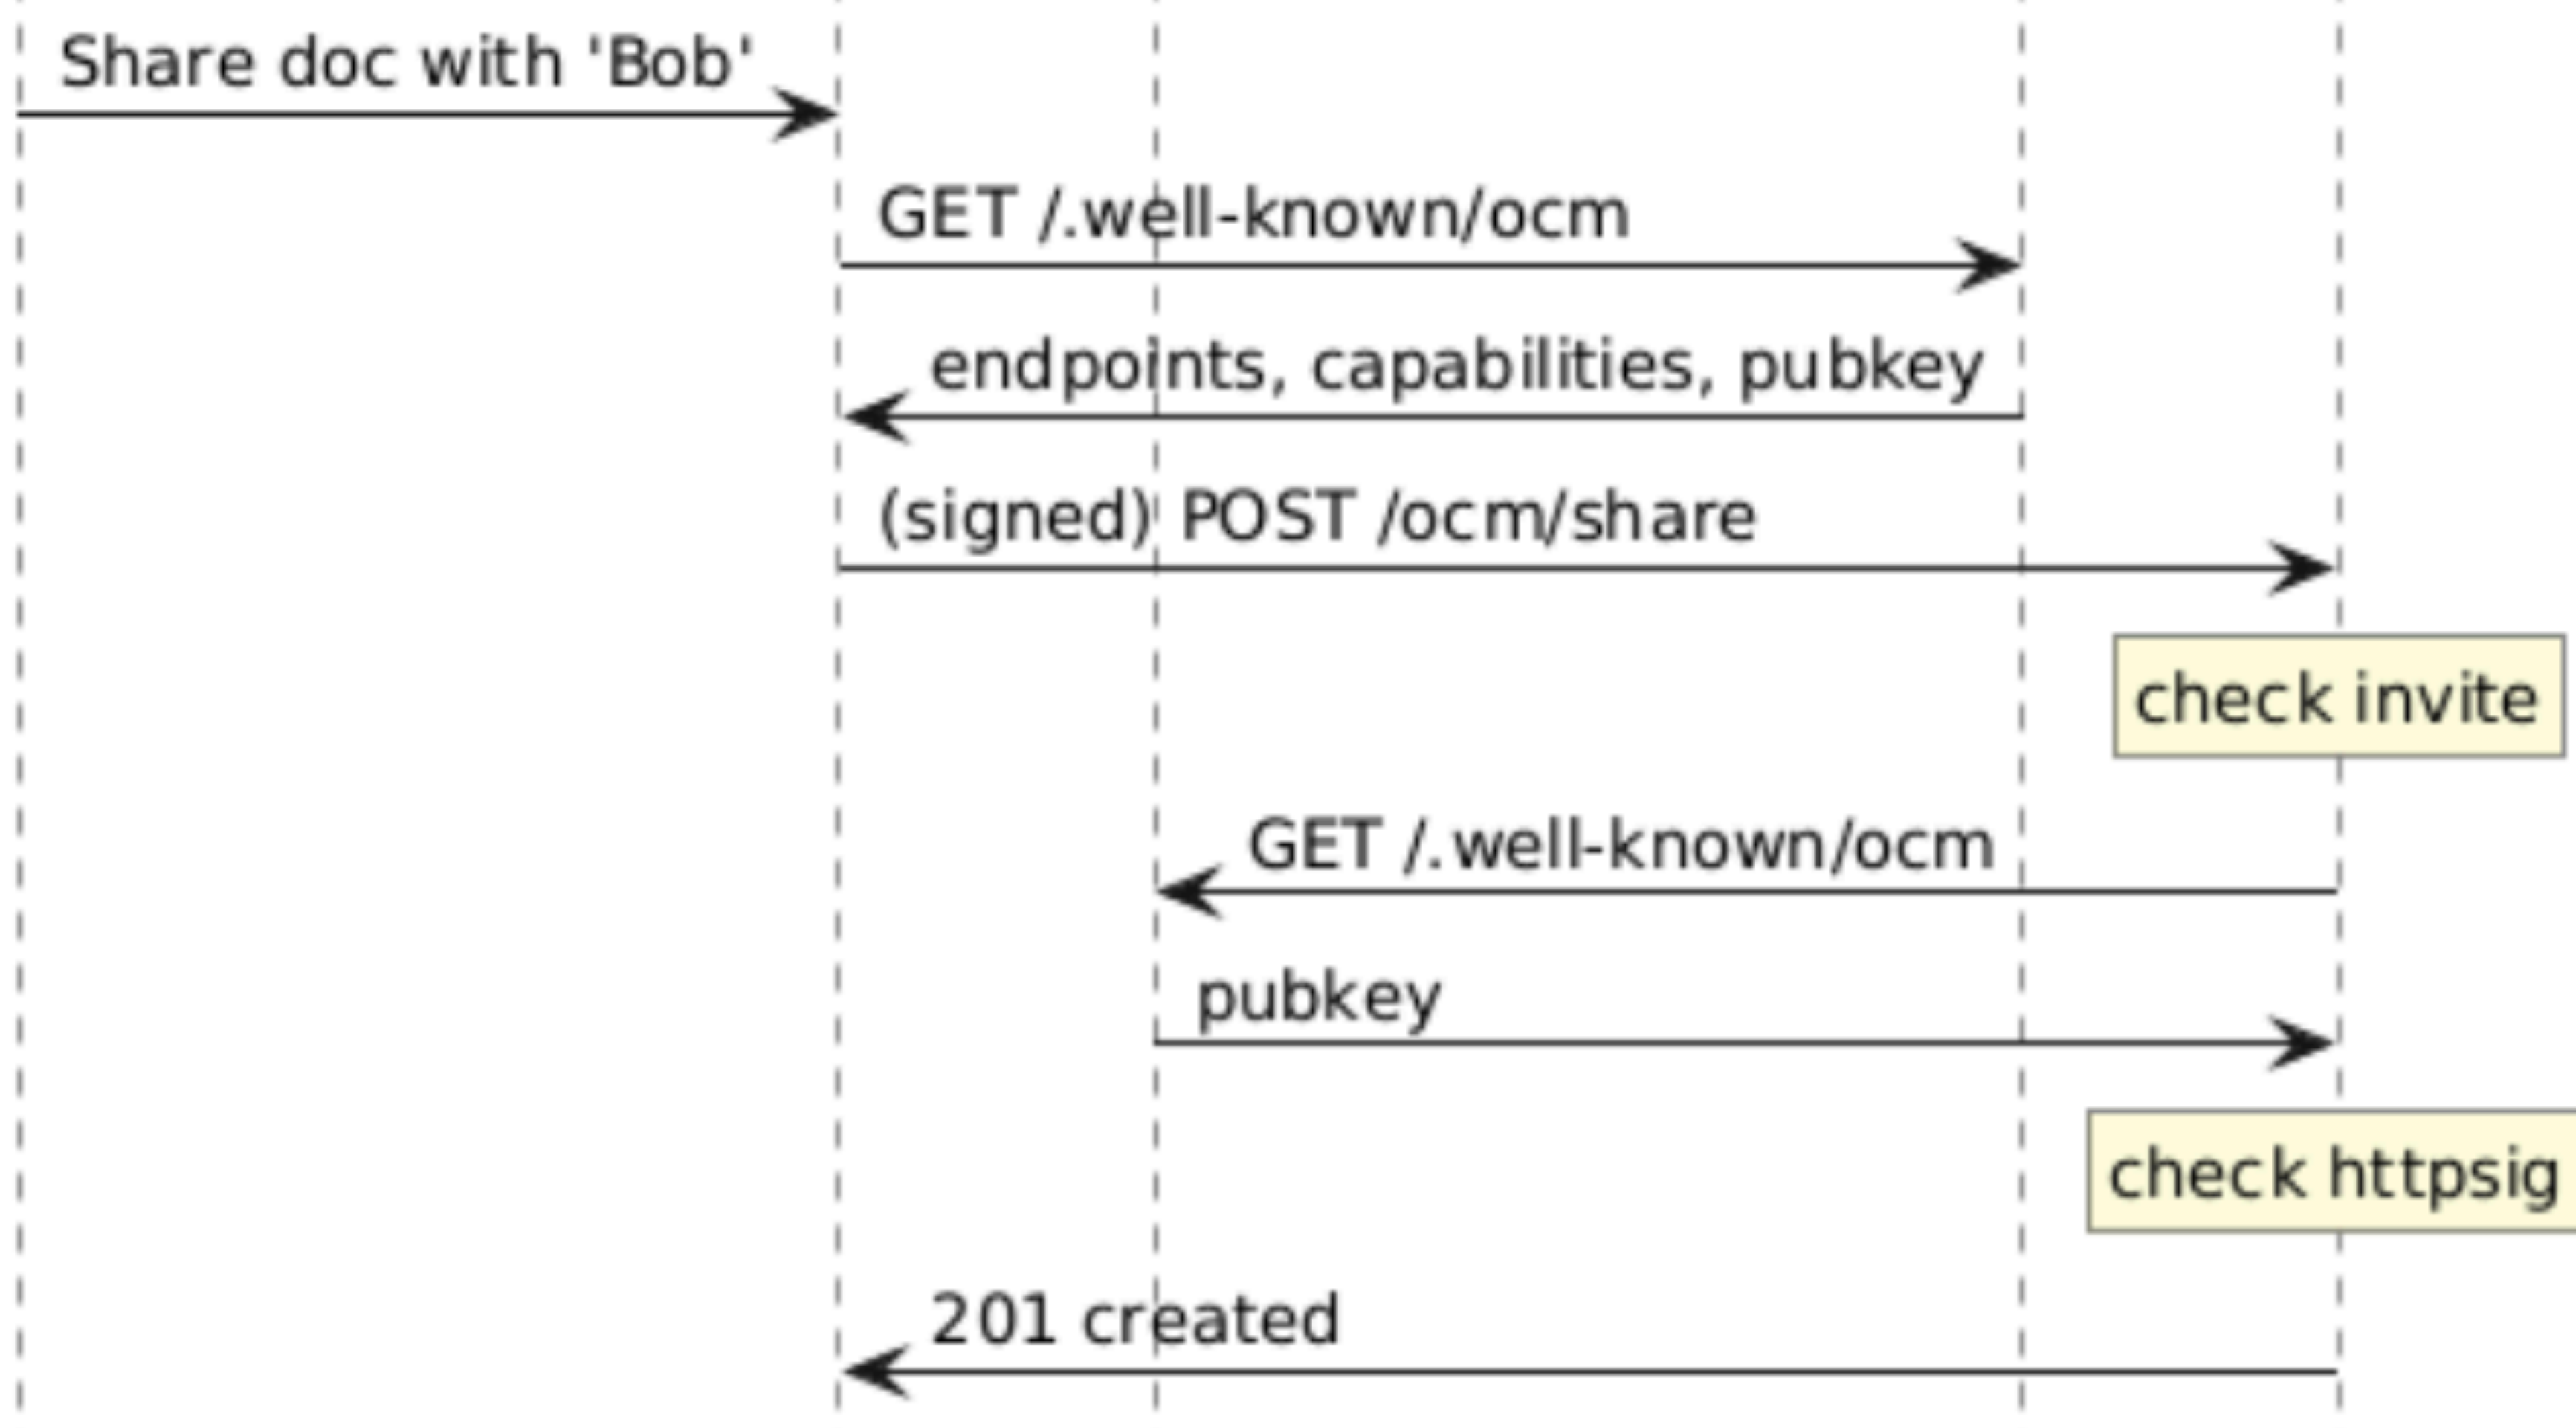 Share doc with 'Bob'
GET /.well-known/ocm
endpoints, capabilities, pubkey
(signed) POST /ocm/share
check invite
GET /.well-known/ocm
pubkey
check httpsig
201 created